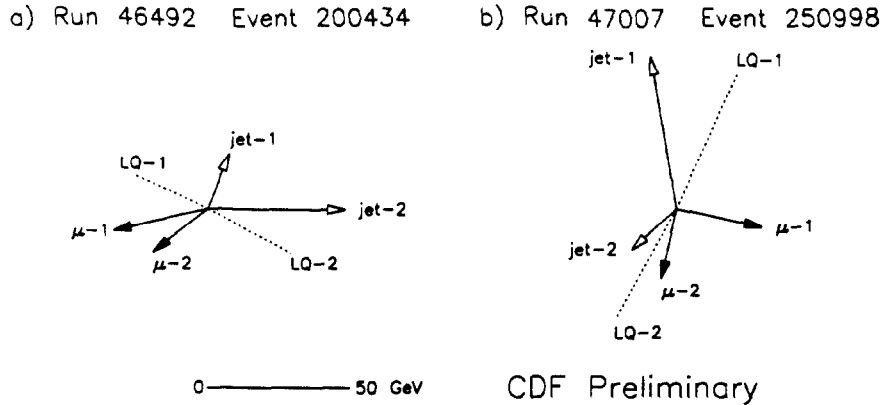 a) Run 46492 Event 200434
jet-1
LQ-1
jet-2
μ-1
μ-2
LQ-2
b) Run 47007 Event 250998
jet-1
LQ-1
μ-1
jet-2
μ-2
LQ-2
0 50 GeV
CDF Preliminary